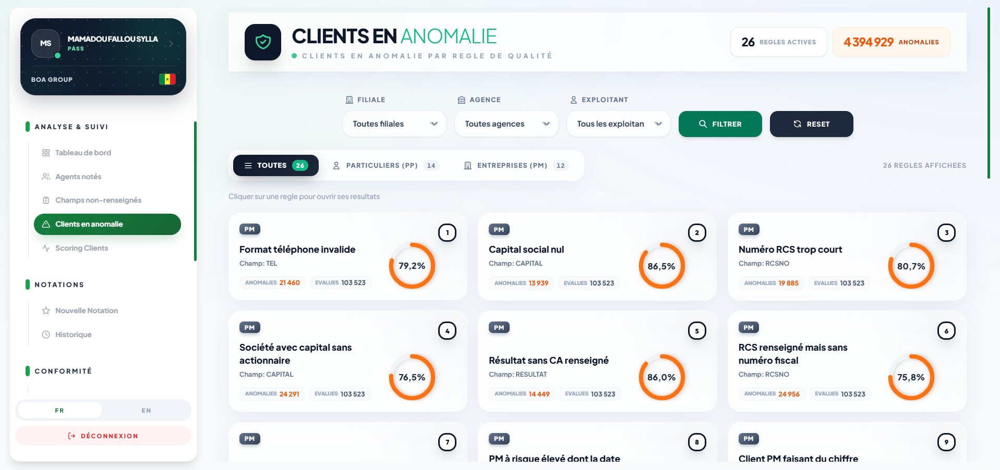 MS
MAMADOU FALLOU SYLLA
PASS
BOA GROUP
ANALYSE & SUIVI
Tableau de bord
Agents notés
Champs non-renseignés
Clients en anomalie
Scoring Clients
NOTATIONS
Nouvelle Notation
Historique
CONFORMITÉ
FR
EN
DÉCONNEXION
CLIENTS EN ANOMALIE
CLIENTS EN ANOMALIE PAR REGLE DE QUALITÉ
26 REGLES ACTIVES
4 394 929 ANOMALIES
FILIALE
AGENCE
EXPLOITANT
Toutes filiales
Toutes agences
Tous les exploitan
FILTRER
RESET
TOUTES 26
PARTICULIERS (PP) 14
ENTREPRISES (PM) 12
26 REGLES AFFICHEES
Cliquer sur une regle pour ouvrir ses resultats
PM
1
Format téléphone invalide
Champ: TEL
ANOMALIES 21 460
EVALUES 103 523
79,2%
PM
2
Capital social nul
Champ: CAPITAL
ANOMALIES 13 939
EVALUES 103 523
86,5%
PM
3
Numéro RCS trop court
Champ: RCSNO
ANOMALIES 19 885
EVALUES 103 523
80,7%
PM
4
Société avec capital sans
actionnaire
Champ: CAPITAL
ANOMALIES 24 291
EVALUES 103 523
76,5%
PM
5
Résultat sans CA renseigné
Champ: RESULTAT
ANOMALIES 14 449
EVALUES 103 523
86,0%
PM
6
RCS renseigné mais sans
numéro fiscal
Champ: RCSNO
ANOMALIES 24 956
EVALUES 103 523
75,8%
PM
7
PM
8
PM à risque élevé dont la date
PM
9
Client PM faisant du chiffre